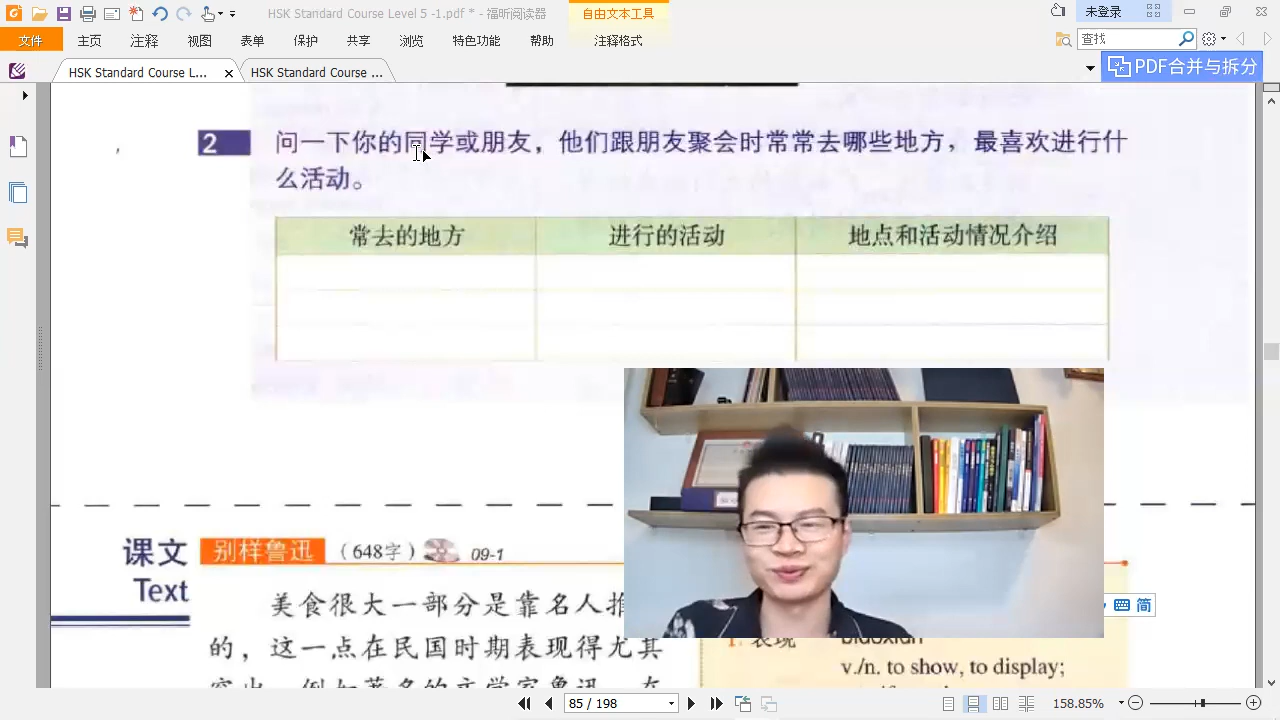 HSK Standard Course Level 5 -1.pdf * - 福昕阅读器
自由文本工具
未登录
文件
主页
注释
视图
表单
保护
共享
浏览
特色功能
帮助
注释格式
查找
HSK Standard Course L...
HSK Standard Course ...
PDF合并与拆分
2
问一下你的同学或朋友，他们跟朋友聚会时常常去哪些地方，最喜欢进行什
么活动。
常去的地方
进行的活动
地点和活动情况介绍
课文
Text
别样鲁迅
（648字）
09-1
美食很大一部分是靠名人推
的，这一点在民国时期表现得尤其
1. 表现
biǎoxiàn
v./n. to show, to display;
简
85 / 198
158.85%